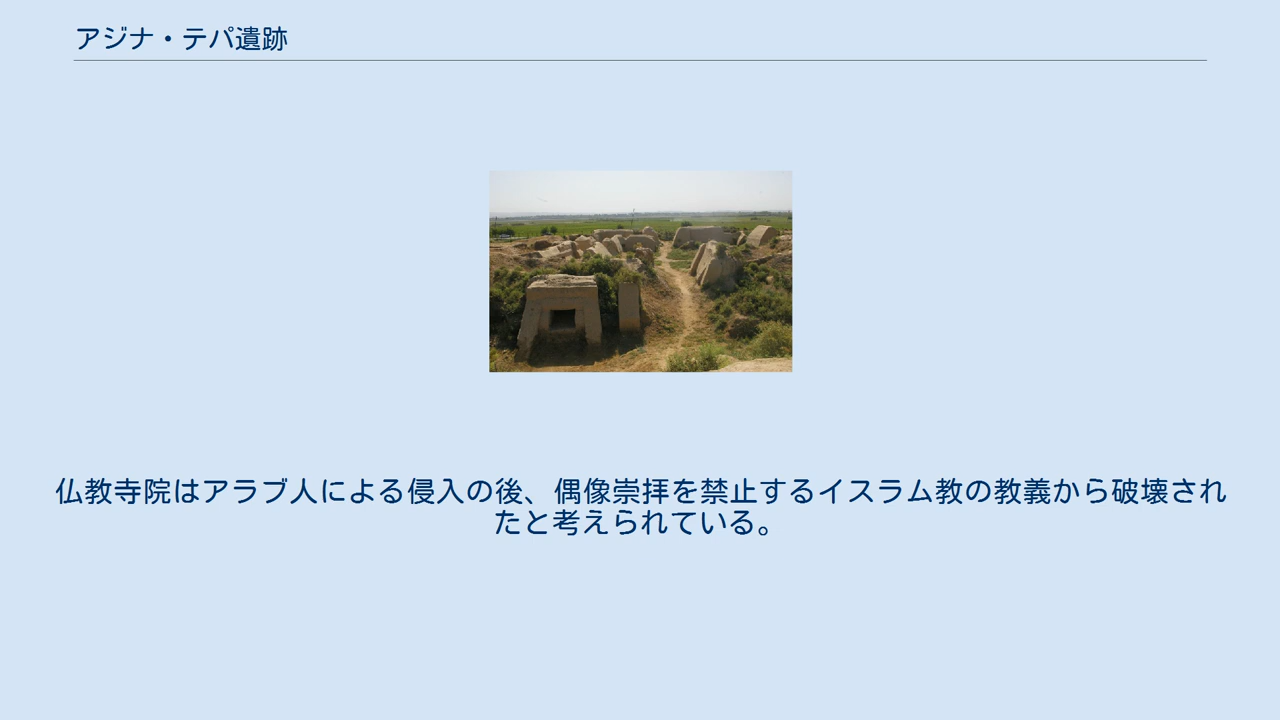 アジナ・テパ遺跡
仏教寺院はアラブ人による侵入の後、偶像崇拝を禁止するイスラム教の教義から破壊され
たと考えられている。